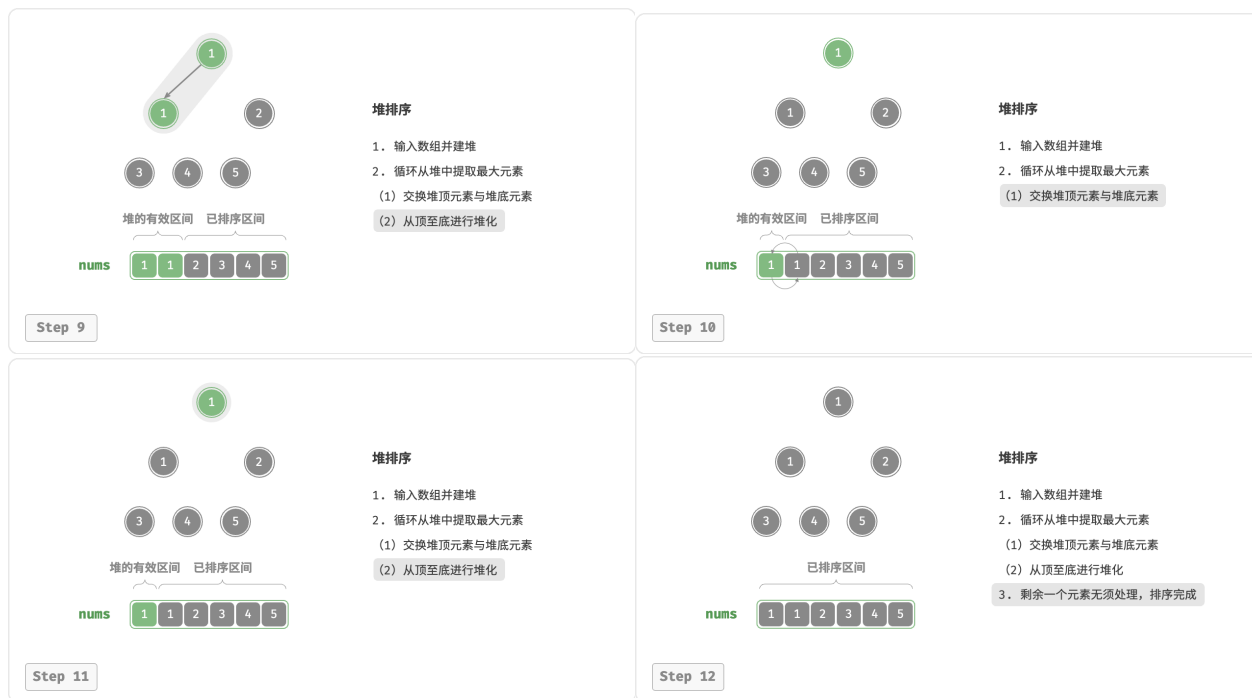 1
1 2
堆排序
3 4 5
1. 输入数组并建堆
2. 循环从堆中提取最大元素
(1) 交换堆顶元素与堆底元素
(2) 从顶至底进行堆化
堆的有效区间 已排序区间
nums 1 1 2 3 4 5
Step 9
1
1 2
堆排序
3 4 5
1. 输入数组并建堆
2. 循环从堆中提取最大元素
(1) 交换堆顶元素与堆底元素
堆的有效区间 已排序区间
nums 1 1 2 3 4 5
Step 10
1
1 2
堆排序
3 4 5
1. 输入数组并建堆
2. 循环从堆中提取最大元素
(1) 交换堆顶元素与堆底元素
(2) 从顶至底进行堆化
堆的有效区间 已排序区间
nums 1 1 2 3 4 5
Step 11
1
1 2
堆排序
3 4 5
1. 输入数组并建堆
2. 循环从堆中提取最大元素
(1) 交换堆顶元素与堆底元素
(2) 从顶至底进行堆化
3. 剩余一个元素无须处理，排序完成
已排序区间
nums 1 1 2 3 4 5
Step 12